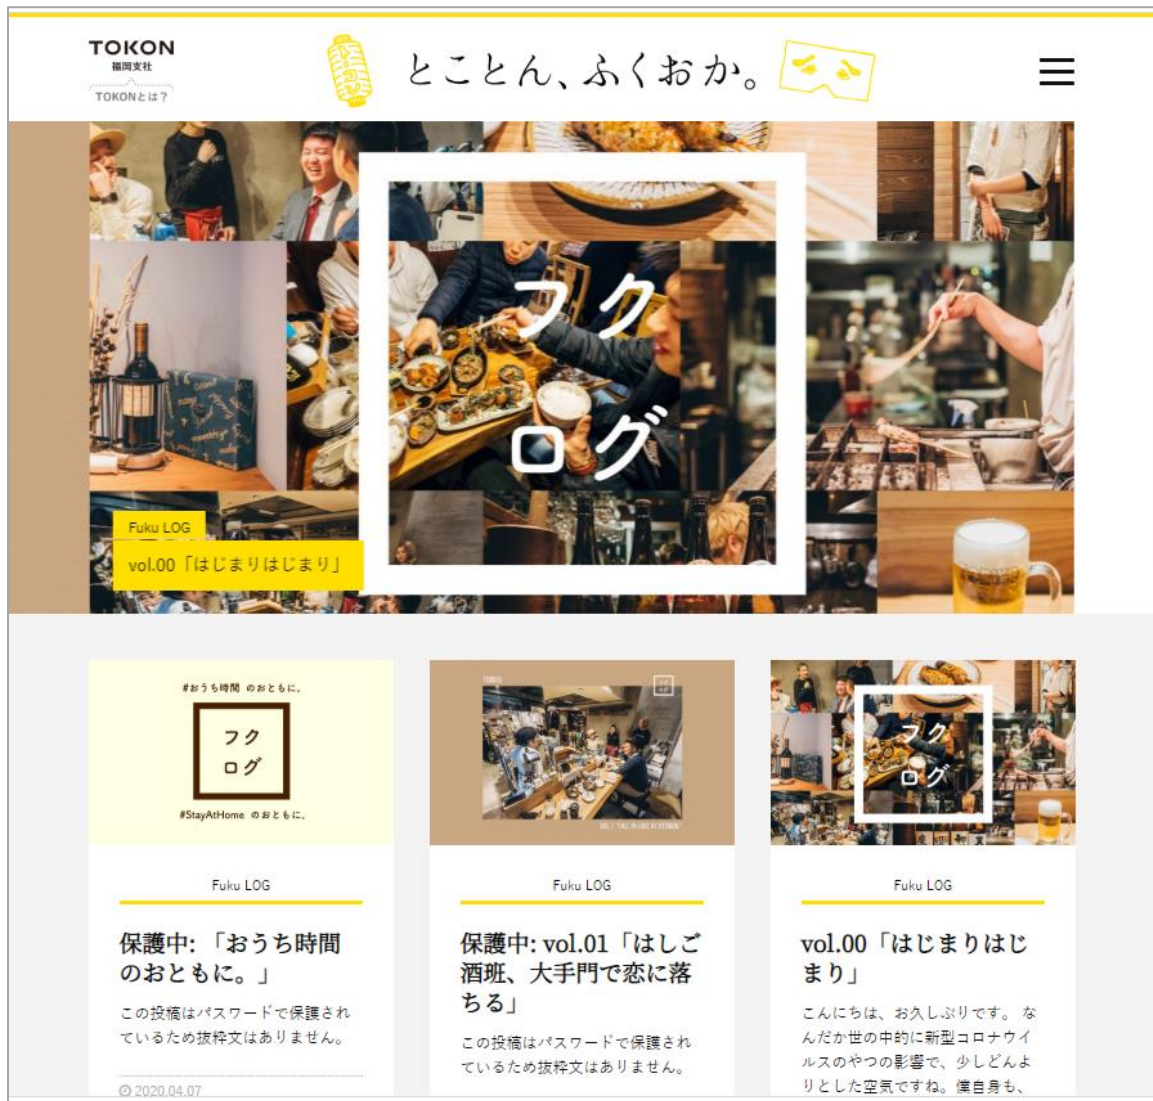 TOKON
福岡支社
TOKONとは？
トーコン
とことん、ふくおか。
フク
ログ
Fuku LOG
vol.00「はじまりはじまり」
#おうち時間 のおともに。
フク
ログ
#StayAtHome のおともに。
Fuku LOG
保護中: 「おうち時間
のおともに。」
この投稿はパスワードで保護され
ているため抜粋文はありません。
2020.04.07
フク
ログ
Fuku LOG
保護中: vol.01「はしご
酒班、大手門で恋に落
ちる」
この投稿はパスワードで保護され
ているため抜粋文はありません。
フク
ログ
Fuku LOG
vol.00「はじまりはじ
まり」
こんにちは、お久しぶりです。 な
んだか世の中的に新型コロナウイ
ルスのやつの影響で、少しどんよ
りとした空気ですね。僕自身も、